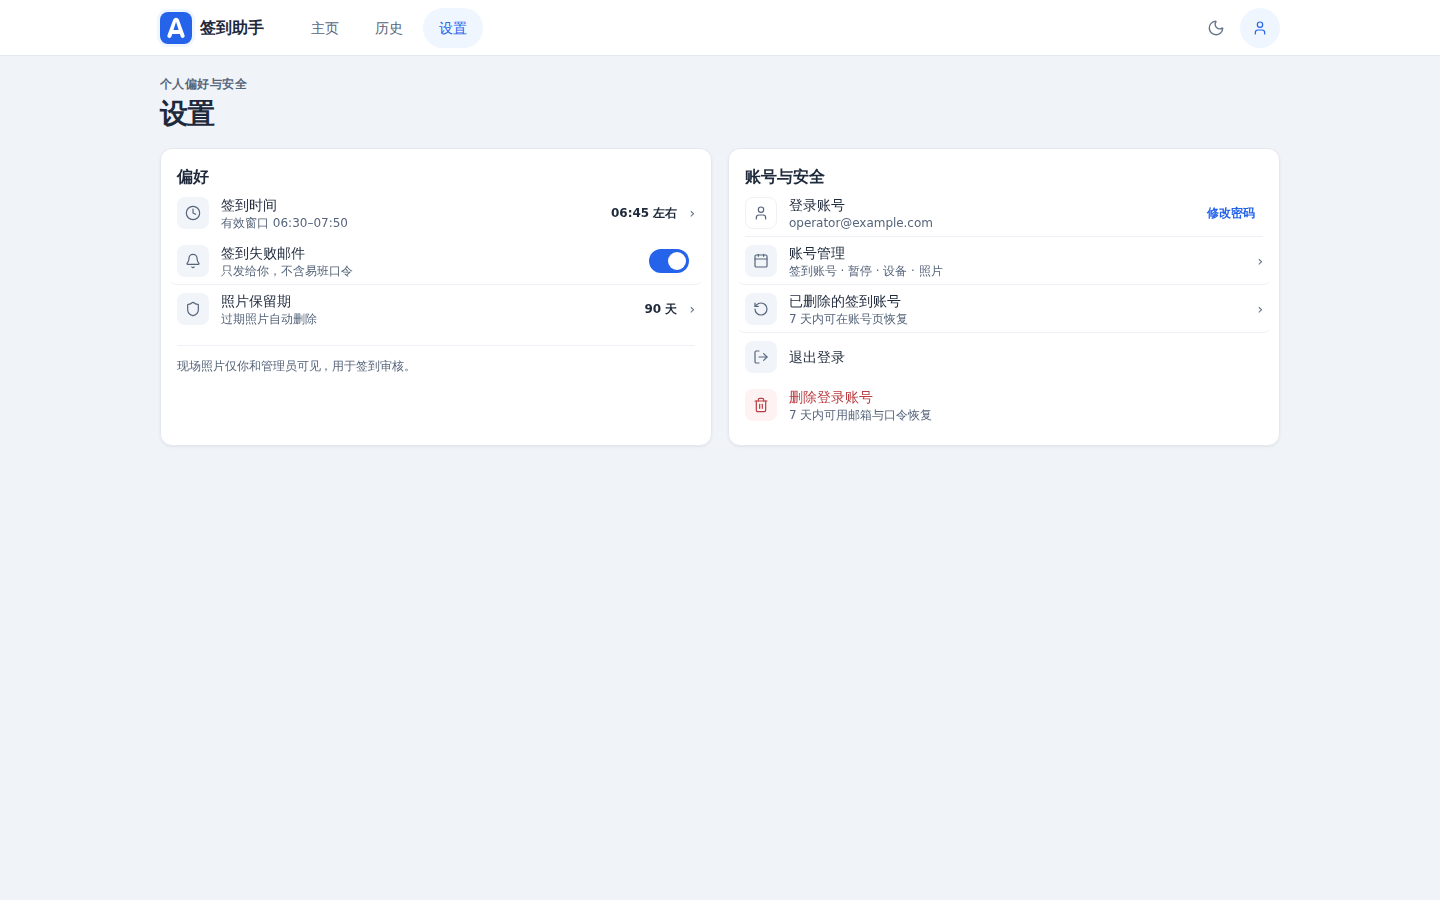 签到助手
主页
历史
设置
个人偏好与安全
设置
偏好
签到时间
有效窗口 06:30–07:50
06:45 左右
签到失败邮件
只发给你，不含易班口令
照片保留期
过期照片自动删除
90 天
现场照片仅你和管理员可见，用于签到审核。
账号与安全
登录账号
operator@example.com
修改密码
账号管理
签到账号 · 暂停 · 设备 · 照片
已删除的签到账号
7 天内可在账号页恢复
退出登录
删除登录账号
7 天内可用邮箱与口令恢复